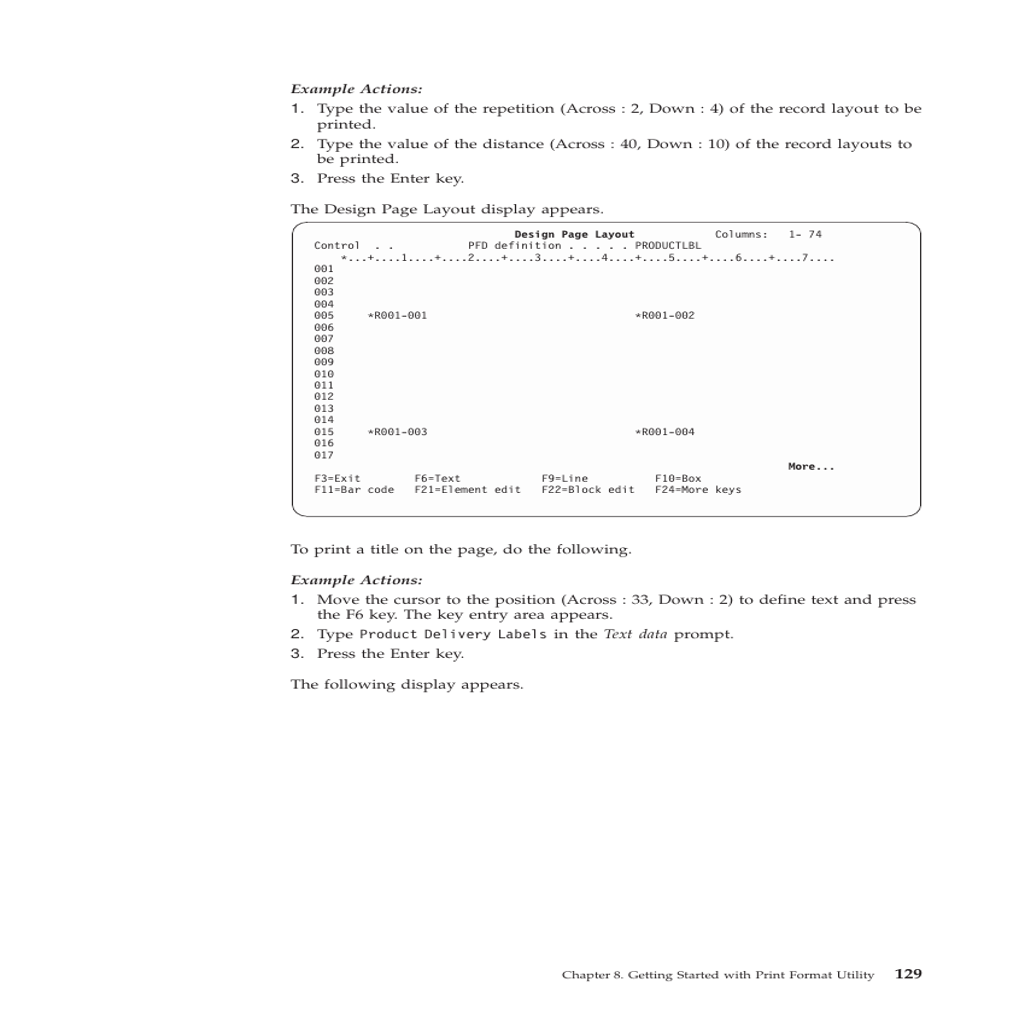 Example Actions:
1. Type the value of the repetition (Across : 2, Down : 4) of the record layout to be
printed.
2. Type the value of the distance (Across : 40, Down : 10) of the record layouts to
be printed.
3. Press the Enter key.
The Design Page Layout display appears.
Design Page Layout Columns: 1- 74
Control . . PFD definition . . . . . PRODUCTLBL
*...+....1....+....2....+....3....+....4....+....5....+....6....+....7....
001
002
003
004
005 *R001-001 *R001-002
006
007
008
009
010
011
012
013
014
015 *R001-003 *R001-004
016
017
More...
F3=Exit F6=Text F9=Line F10=Box
F11=Bar code F21=Element edit F22=Block edit F24=More keys
To print a title on the page, do the following.
Example Actions:
1. Move the cursor to the position (Across : 33, Down : 2) to define text and press
the F6 key. The key entry area appears.
2. Type Product Delivery Labels in the Text data prompt.
3. Press the Enter key.
The following display appears.
Chapter 8. Getting Started with Print Format Utility 129